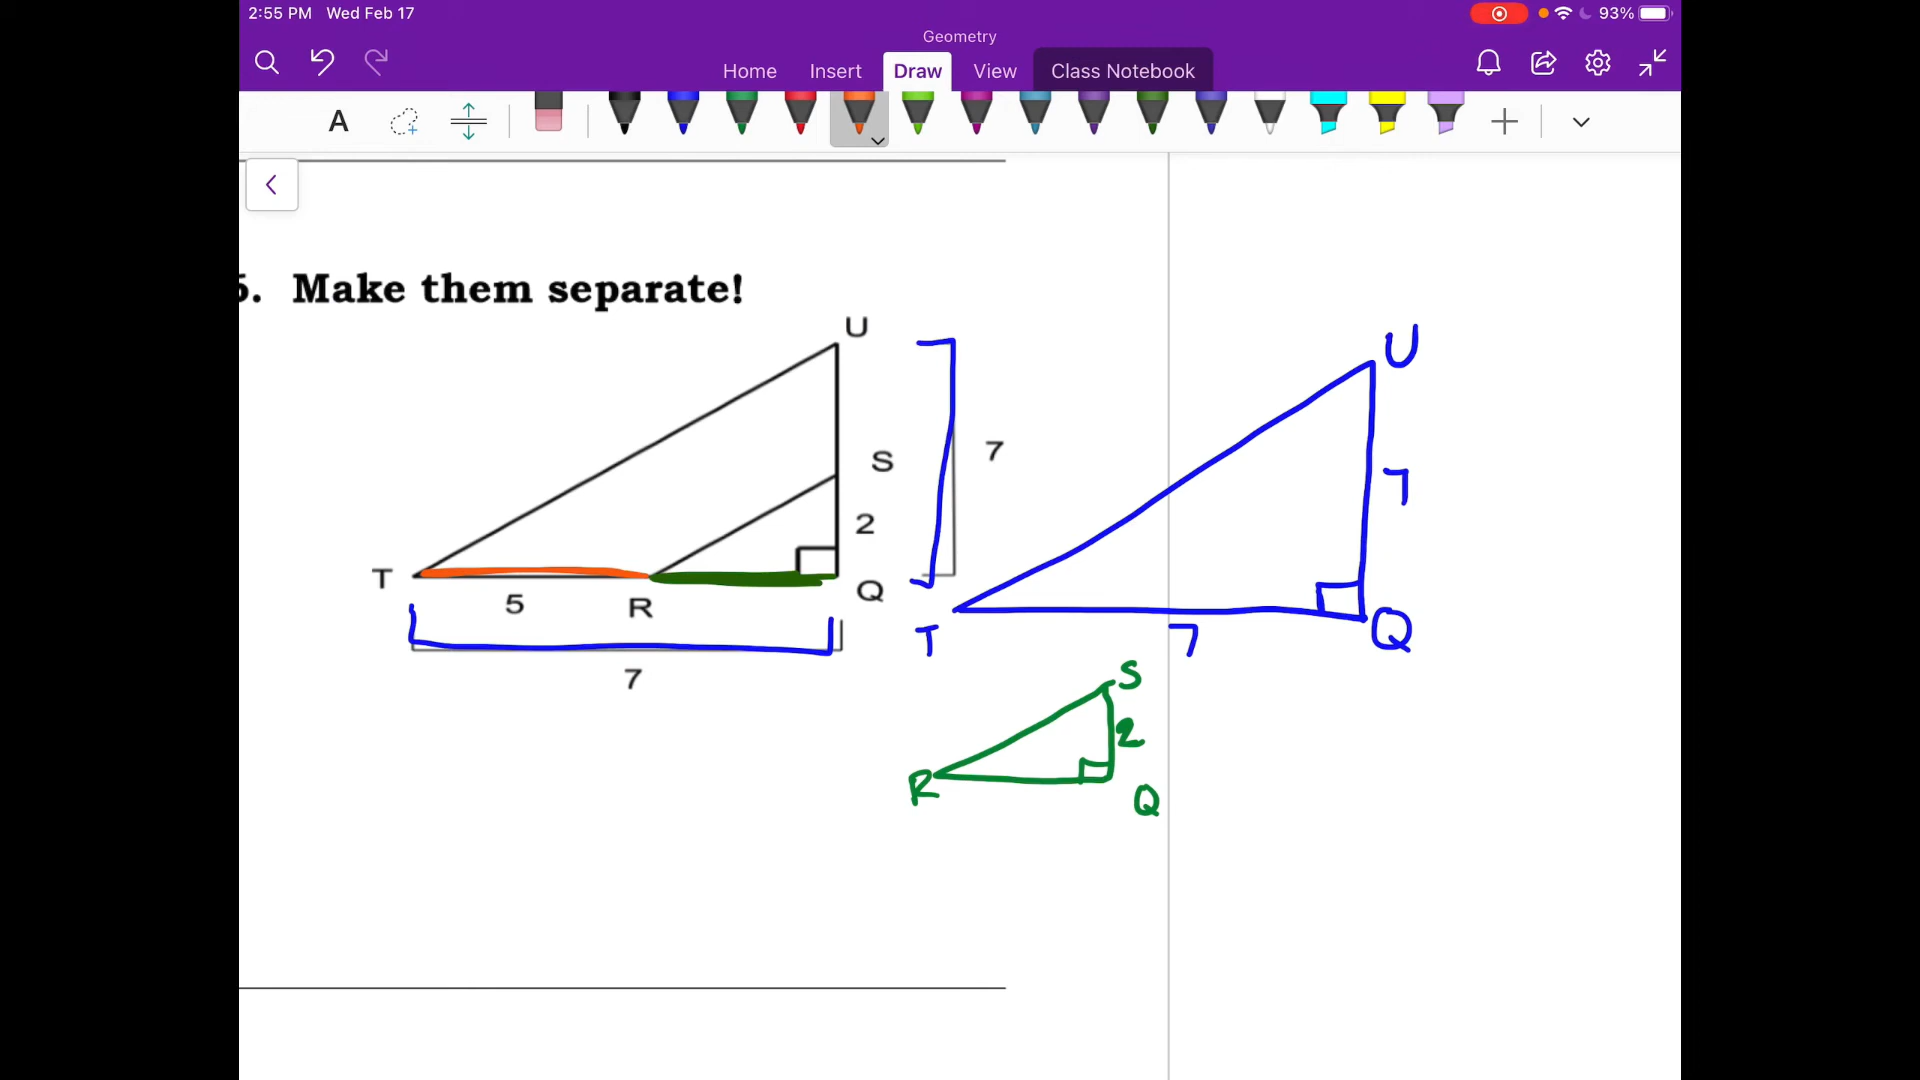 2:55 PM Wed Feb 17
93%
Geometry
Home Insert Draw View Class Notebook
A
6. Make them separate!
U
S
7
2
T
Q
5
R
7
U
7
T
7
Q
S
2
R
Q